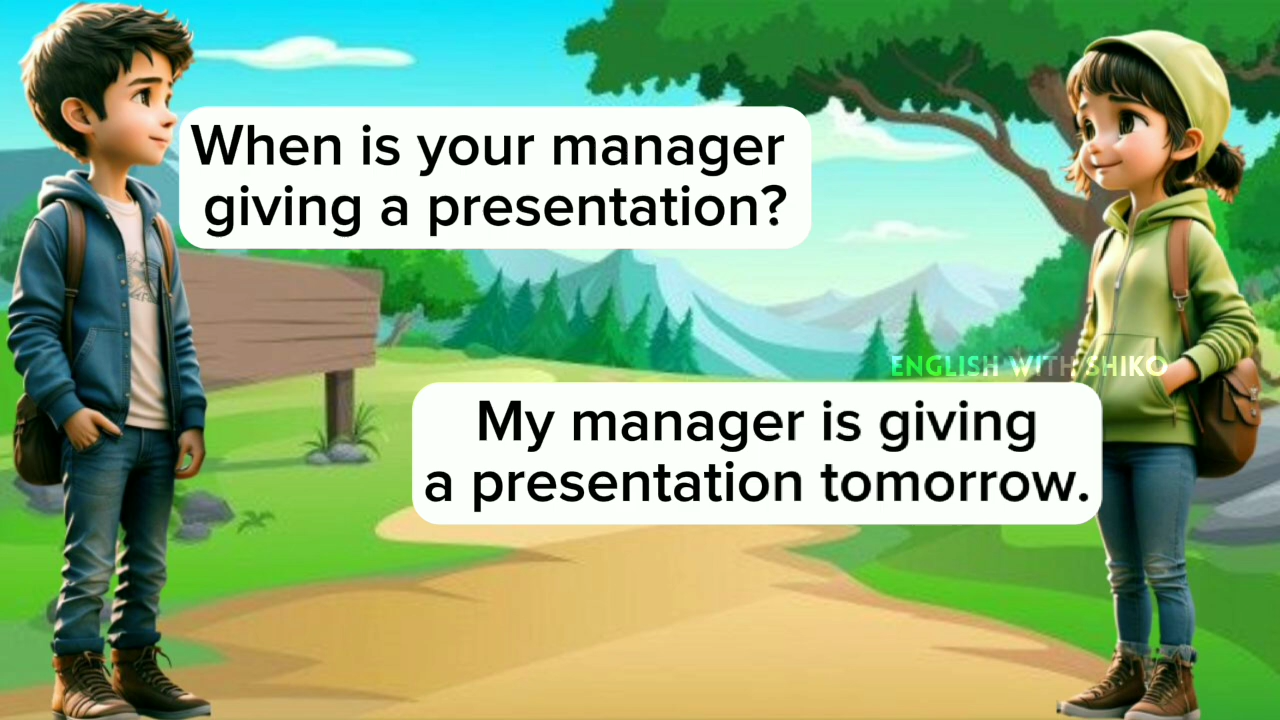 When is your manager
giving a presentation?
ENGLISH WITH SHIKO
My manager is giving
a presentation tomorrow.